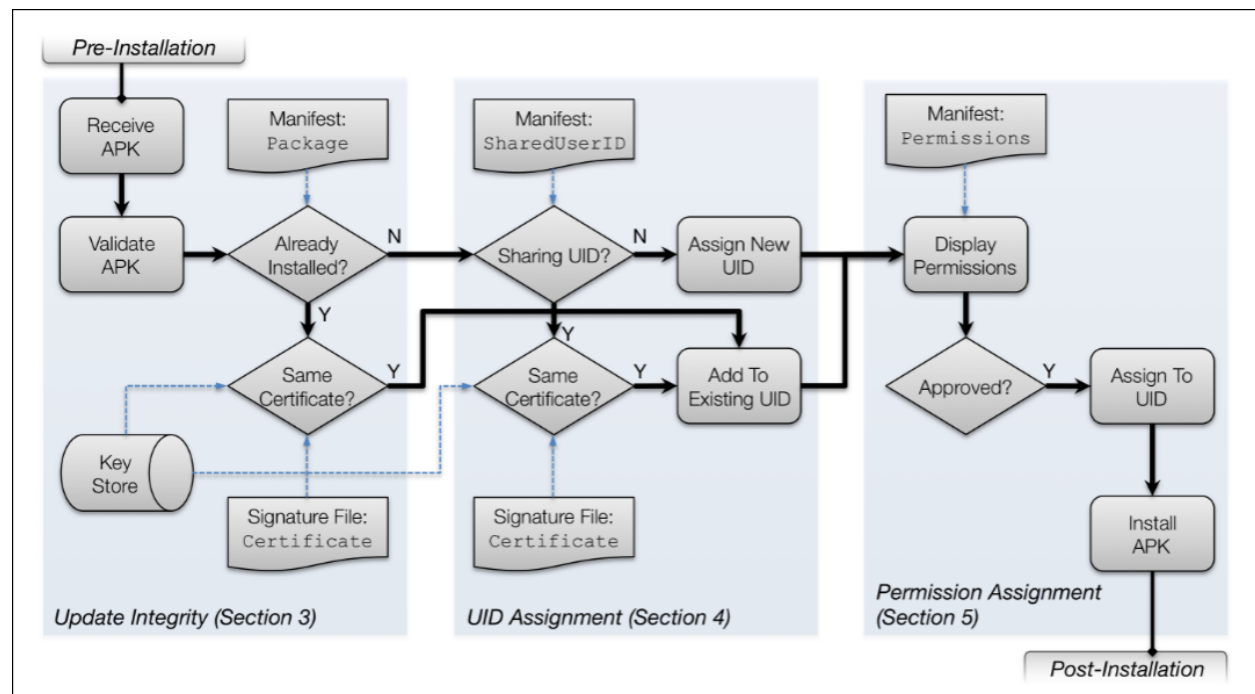 Pre-Installation
Receive
APK
Validate
APK
Manifest:
Package
Already
Installed?
N
Y
Same
Certificate?
Y
Key
Store
Signature File:
Certificate
Update Integrity (Section 3)
Manifest:
SharedUserID
Sharing UID?
N
Assign New
UID
Y
Same
Certificate?
Y
Add To
Existing UID
Signature File:
Certificate
UID Assignment (Section 4)
Manifest:
Permissions
Display
Permissions
Approved?
Y
Assign To
UID
Install
APK
Permission Assignment
(Section 5)
Post-Installation